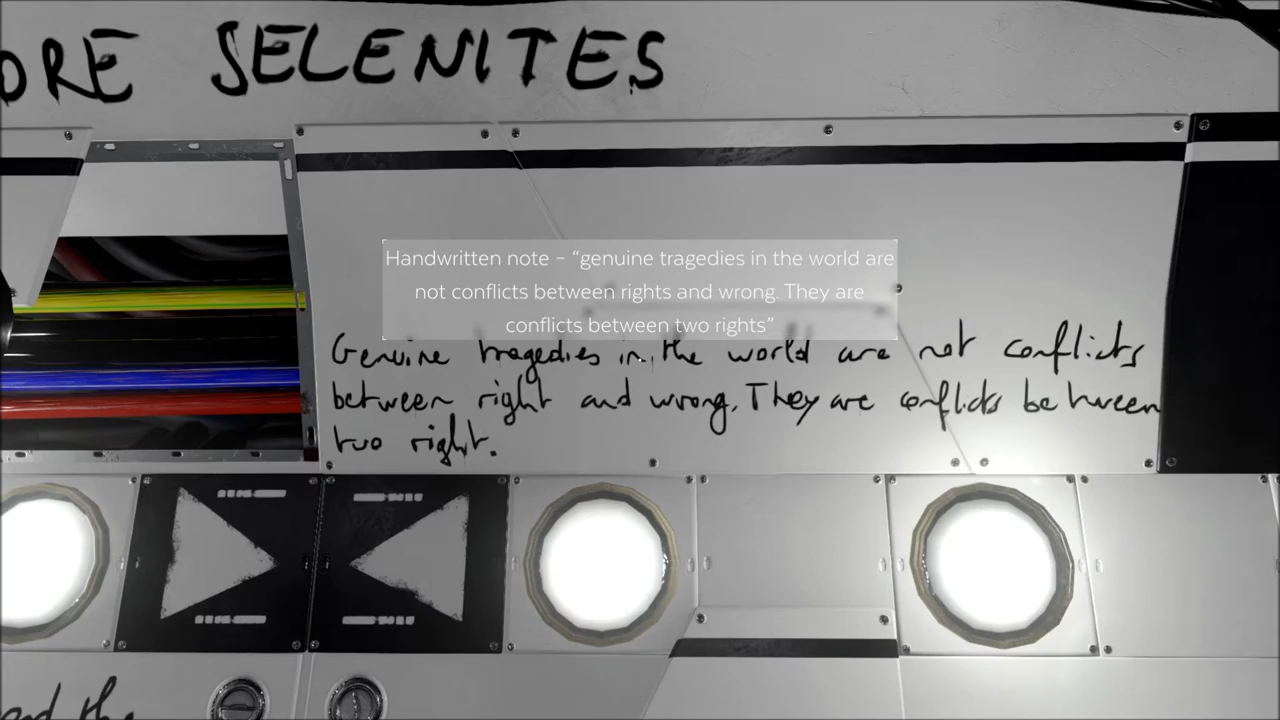 ORE SELENITES
Handwritten note – “genuine tragedies in the world are
not conflicts between rights and wrong. They are
conflicts between two rights”
Genuine tragedies in the world are not conflicts
between right and wrong. They are conflicts between
two right.
and the